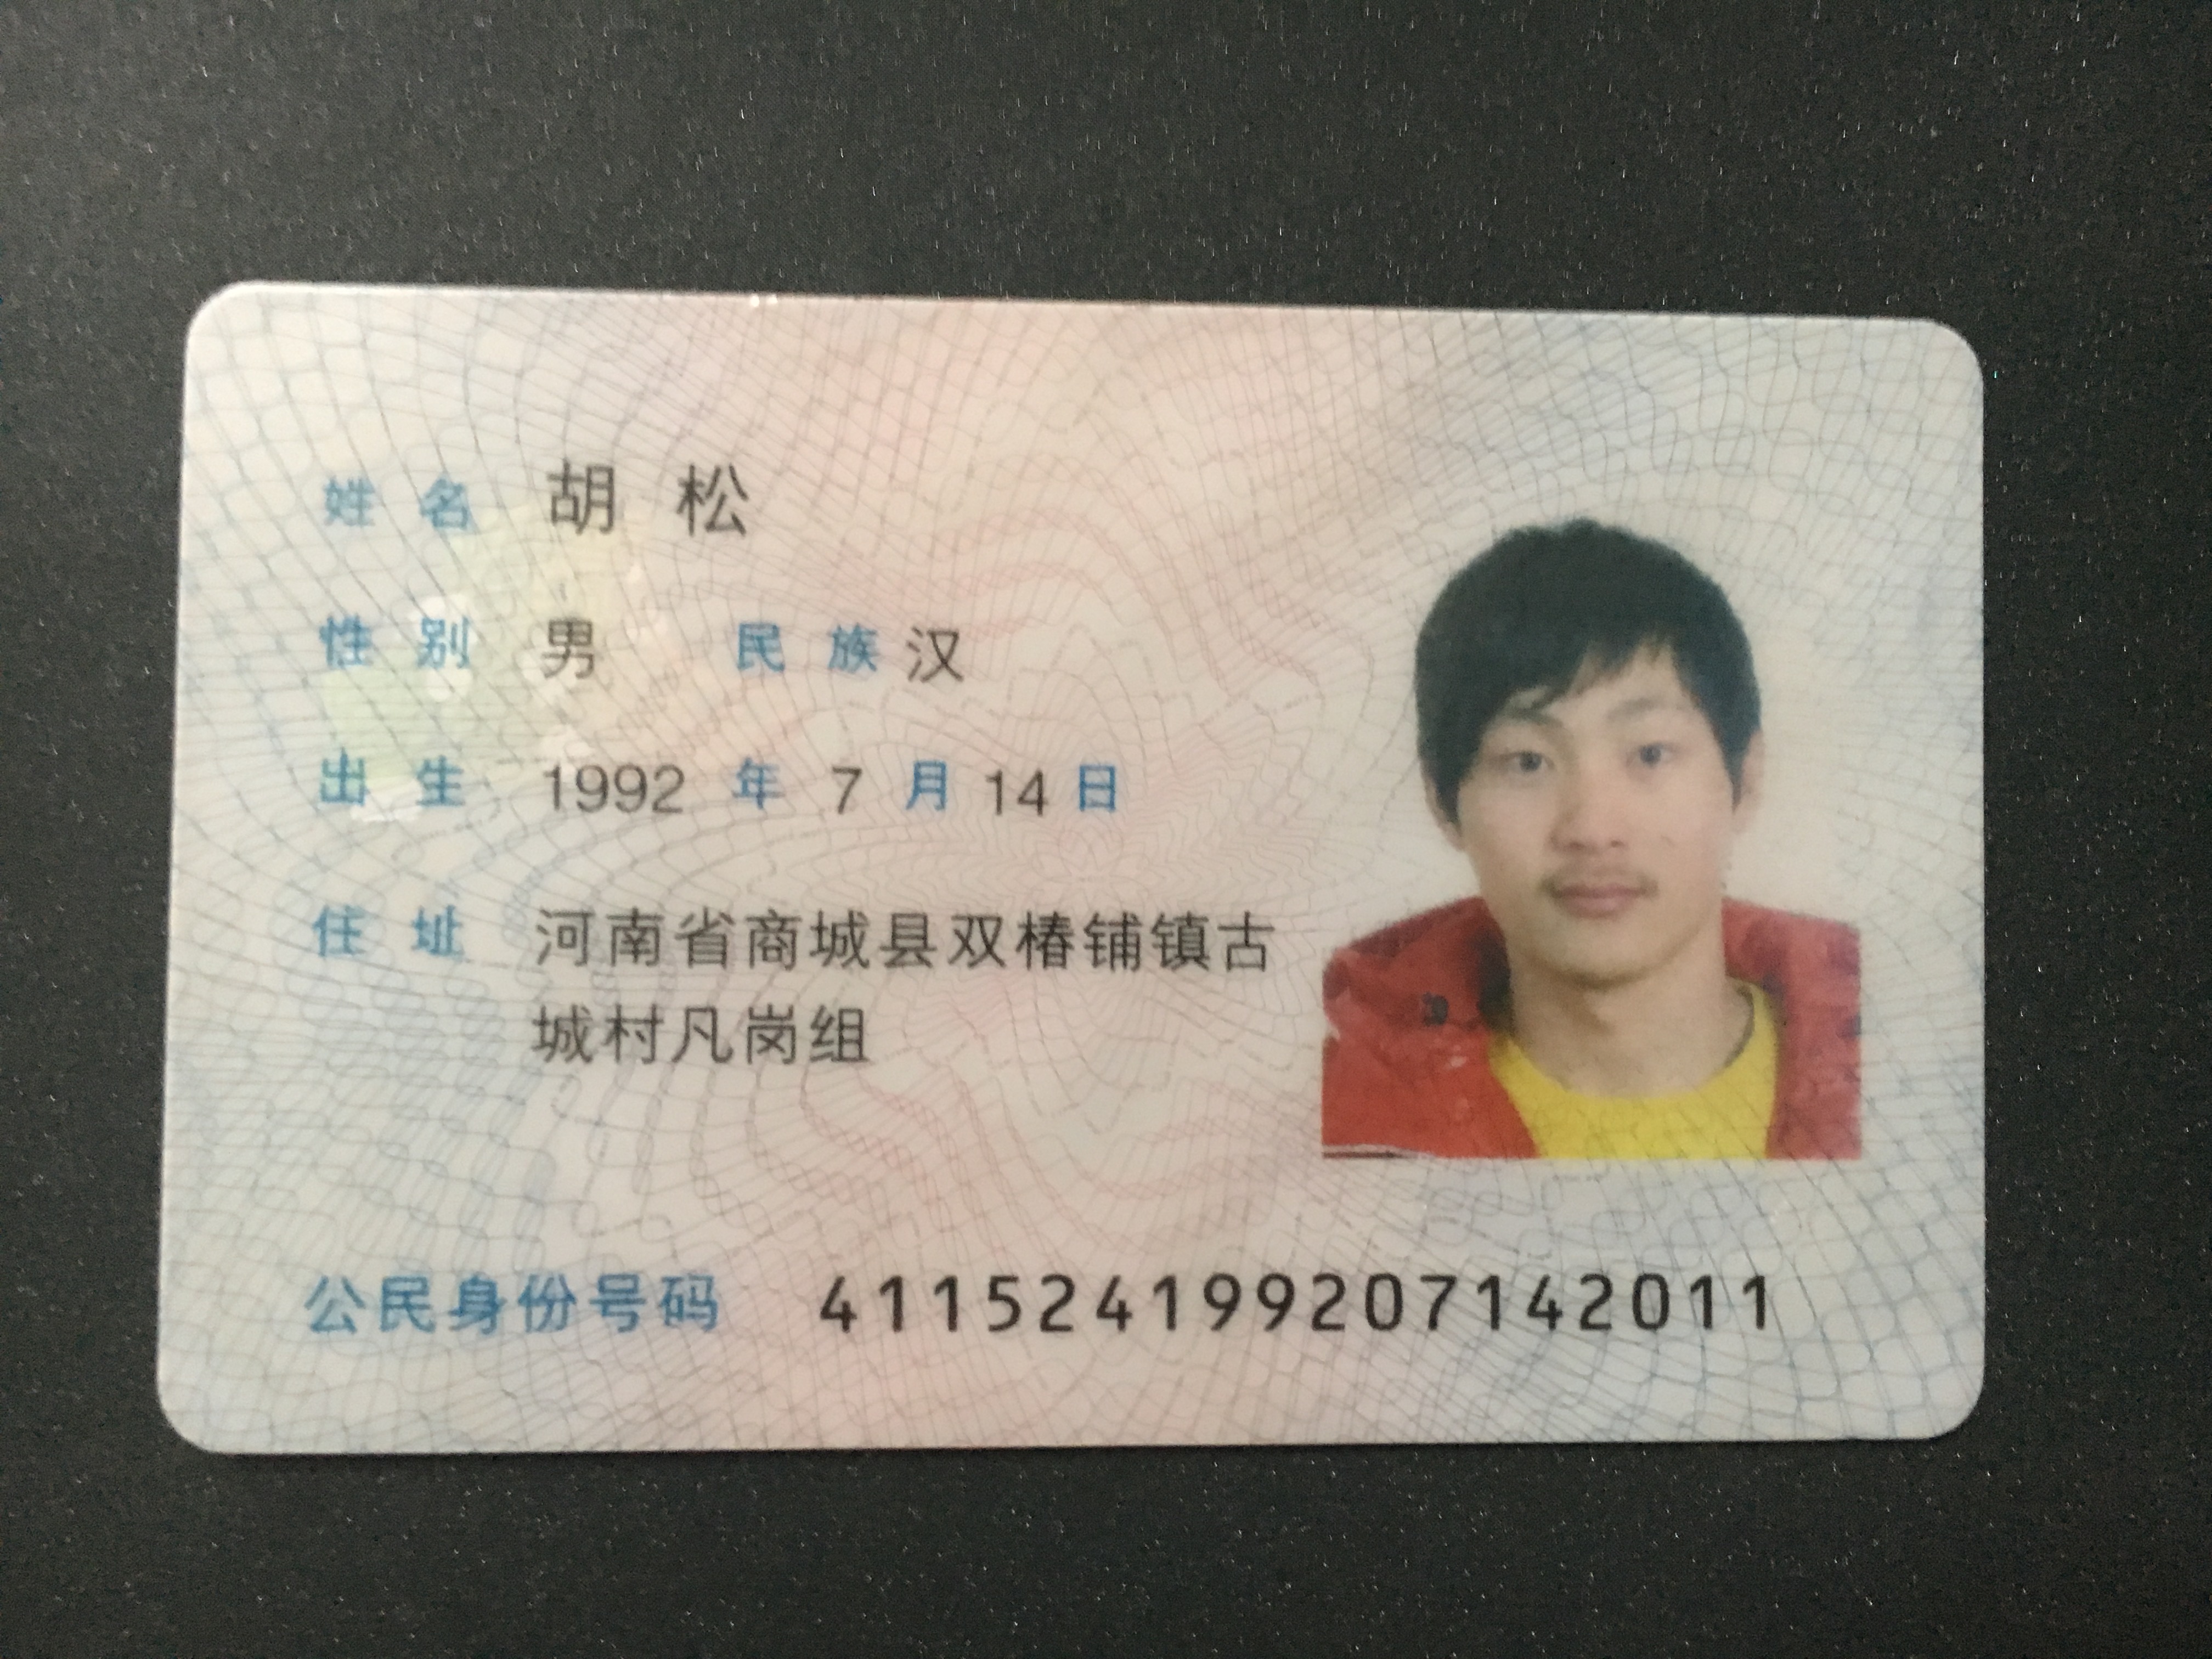 姓名 胡松
性别 男 民族 汉
出生 1992 年 7 月 14 日
住址 河南省商城县双椿铺镇古
城村凡岗组
公民身份号码 411524199207142011